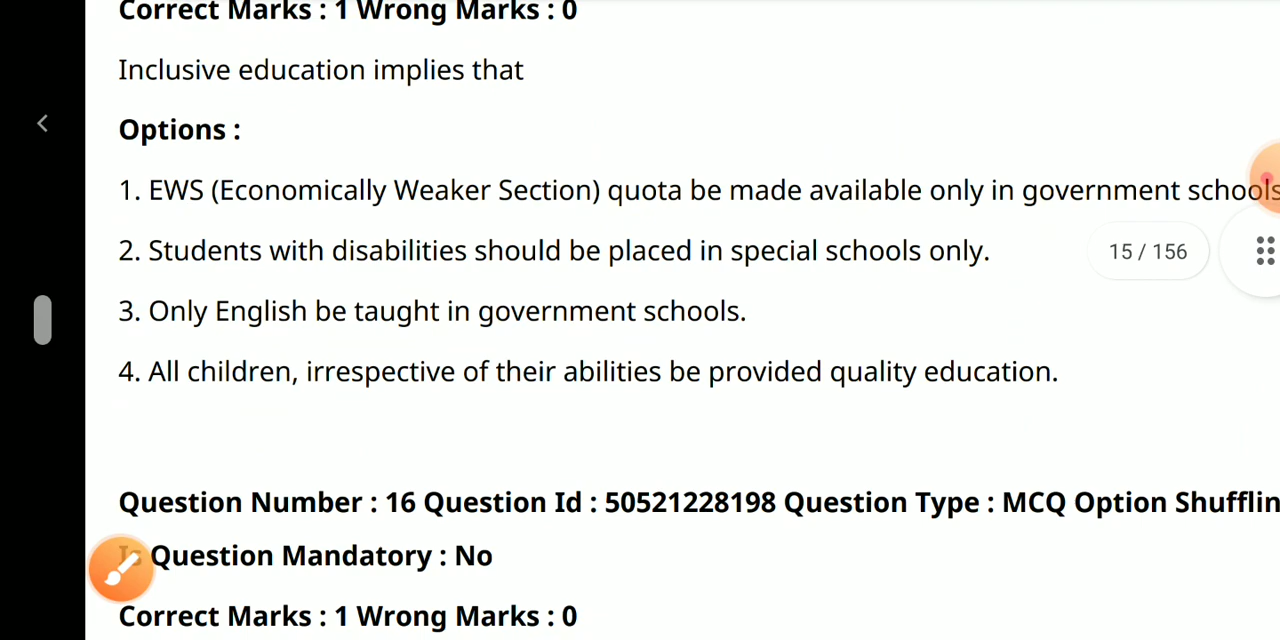 Correct Marks : 1 Wrong Marks : 0
Inclusive education implies that
Options :
1. EWS (Economically Weaker Section) quota be made available only in government schools
2. Students with disabilities should be placed in special schools only.
15 / 156
3. Only English be taught in government schools.
4. All children, irrespective of their abilities be provided quality education.
Question Number : 16 Question Id : 50521228198 Question Type : MCQ Option Shufflin
Is Question Mandatory : No
Correct Marks : 1 Wrong Marks : 0